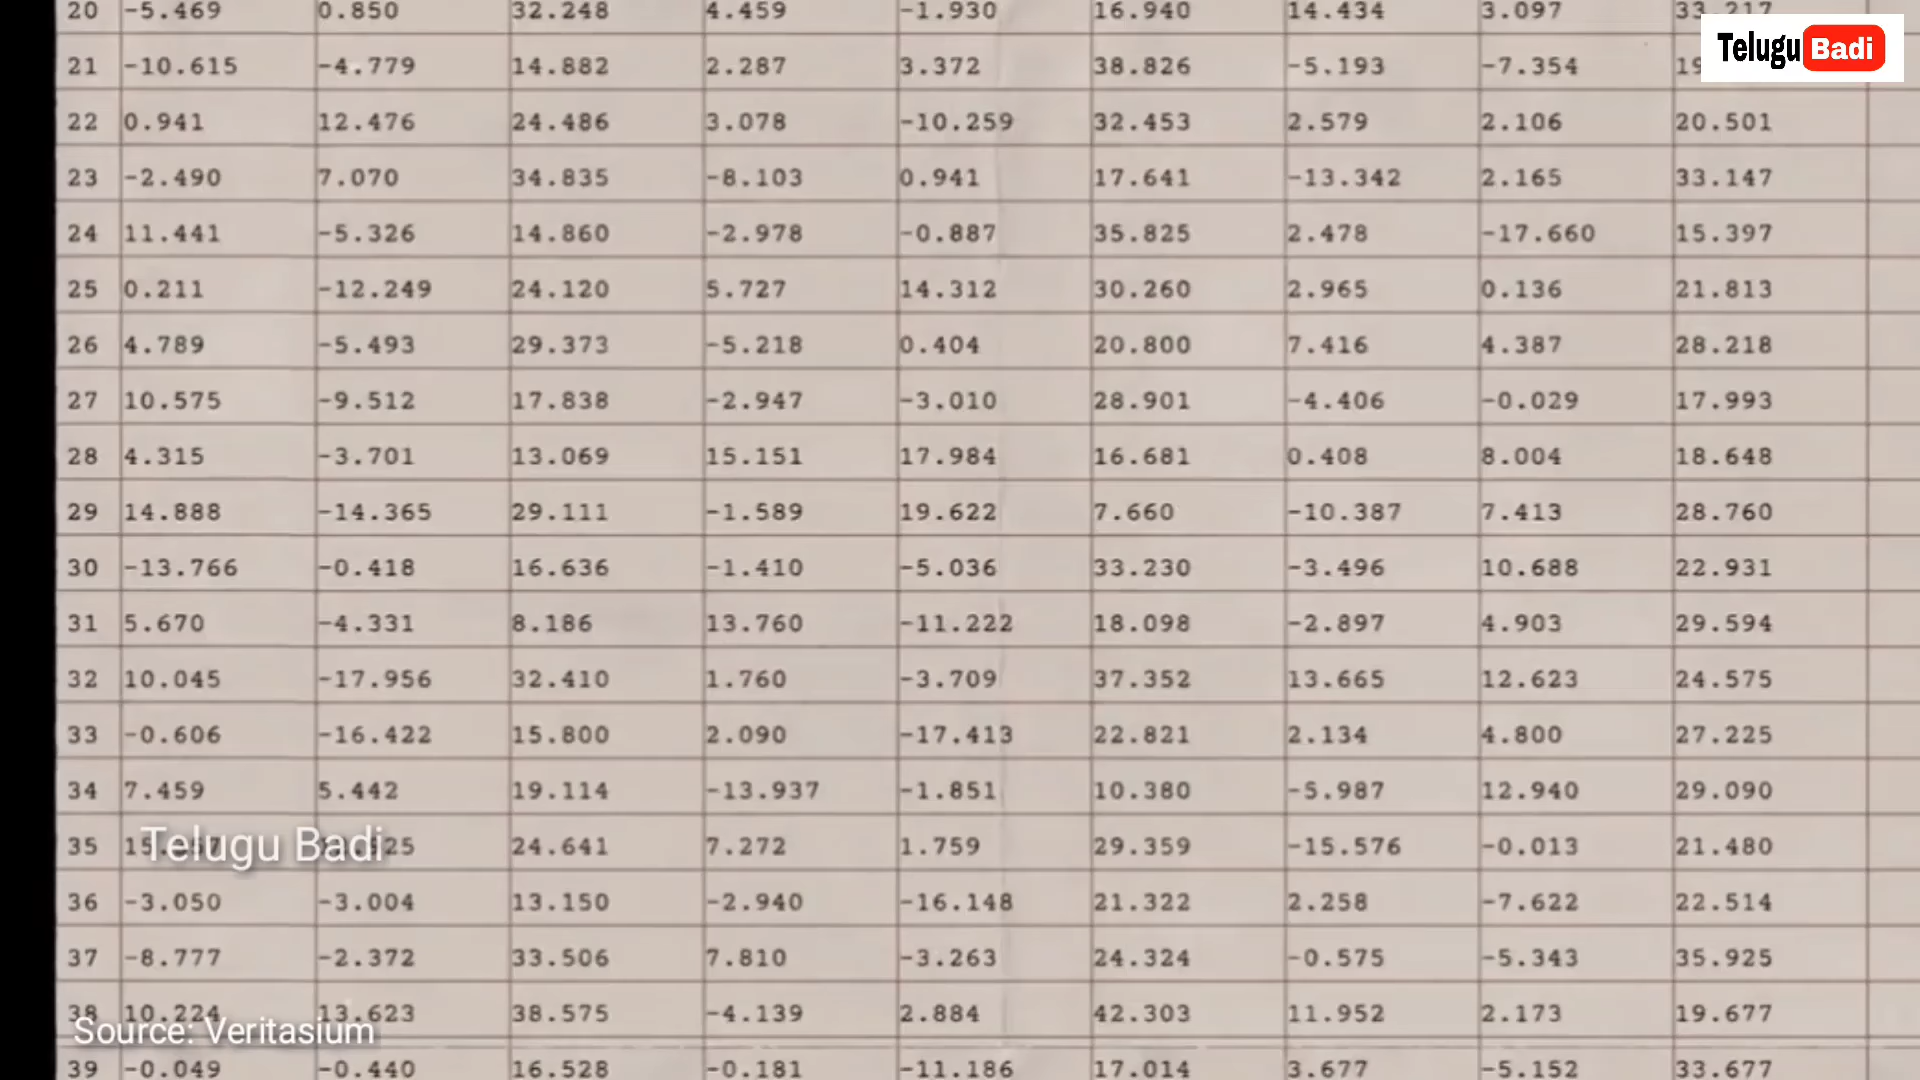 20 -5.469 0.850 32.248 4.459 -1.930 16.940 14.434 3.097 33.217
Telugu Badi
21 -10.615 -4.779 14.882 2.287 3.372 38.826 -5.193 -7.354
22 0.941 12.476 24.486 3.078 -10.259 32.453 2.579 2.106 20.501
23 -2.490 7.070 34.835 -8.103 0.941 17.641 -13.342 2.165 33.147
24 11.441 -5.326 14.860 -2.978 -0.887 35.825 2.478 -17.660 15.397
25 0.211 -12.249 24.120 5.727 14.312 30.260 2.965 0.136 21.813
26 4.789 -5.493 29.373 -5.218 0.404 20.800 7.416 4.387 28.218
27 10.575 -9.512 17.838 -2.947 -3.010 28.901 -4.406 -0.029 17.993
28 4.315 -3.701 13.069 15.151 17.984 16.681 0.408 8.004 18.648
29 14.888 -14.365 29.111 -1.589 19.622 7.660 -10.387 7.413 28.760
30 -13.766 -0.418 16.636 -1.410 -5.036 33.230 -3.496 10.688 22.931
31 5.670 -4.331 8.186 13.760 -11.222 18.098 -2.897 4.903 29.594
32 10.045 -17.956 32.410 1.760 -3.709 37.352 13.665 12.623 24.575
33 -0.606 -16.422 15.800 2.090 -17.413 22.821 2.134 4.800 27.225
34 7.459 5.442 19.114 -13.937 -1.851 10.380 -5.987 12.940 29.090
35 24.641 7.272 1.759 29.359 -15.576 -0.013 21.480
Telugu Badi
36 -3.050 -3.004 13.150 -2.940 -16.148 21.322 2.258 -7.622 22.514
37 -8.777 -2.372 33.506 7.810 -3.263 24.324 -0.575 -5.343 35.925
38 10.224 13.623 38.575 -4.139 2.884 42.303 11.952 2.173 19.677
Source: Veritasium
39 -0.049 -0.440 16.528 -0.181 -11.186 17.014 3.677 -5.152 33.677